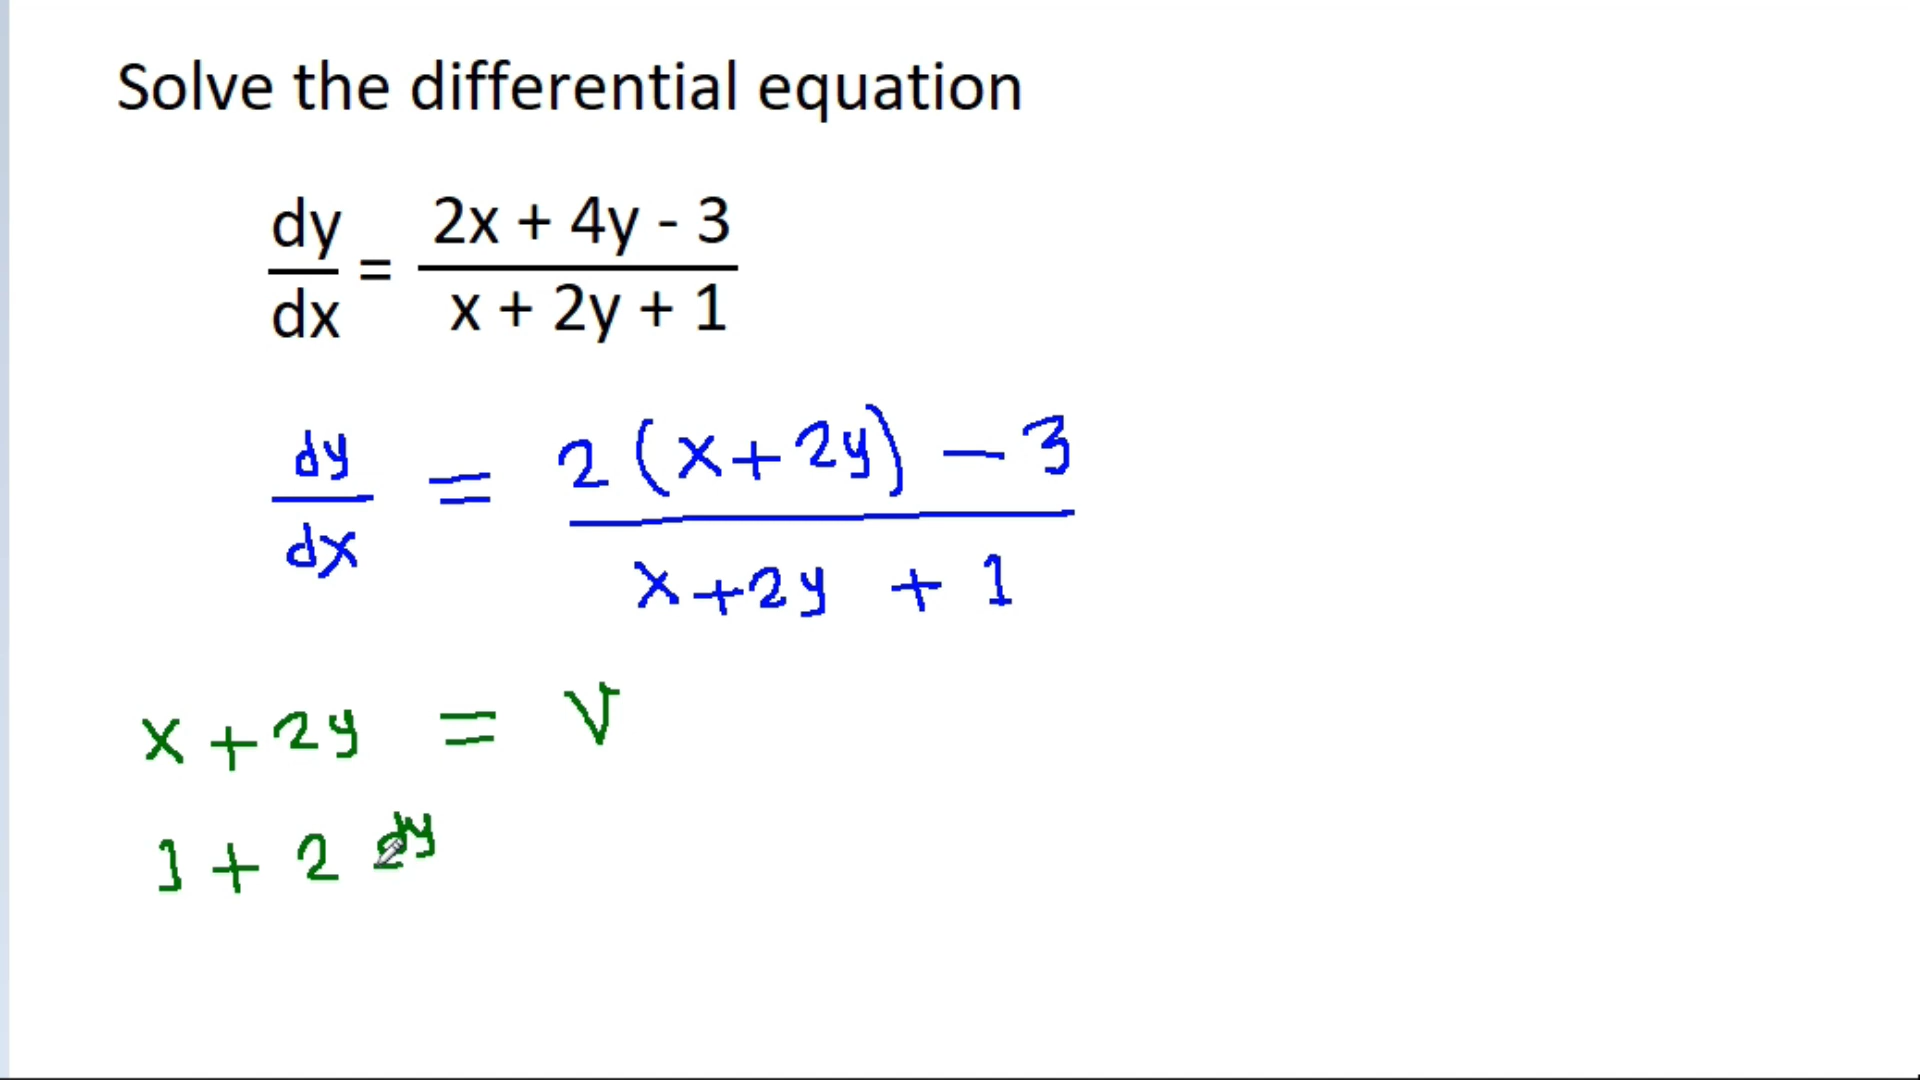 Solve the differential equation
dy/dx = (2x + 4y - 3)/(x + 2y + 1)
dy/dx = (2(x+2y) - 3)/(x+2y + 1)
x + 2y = v
1 + 2 dy